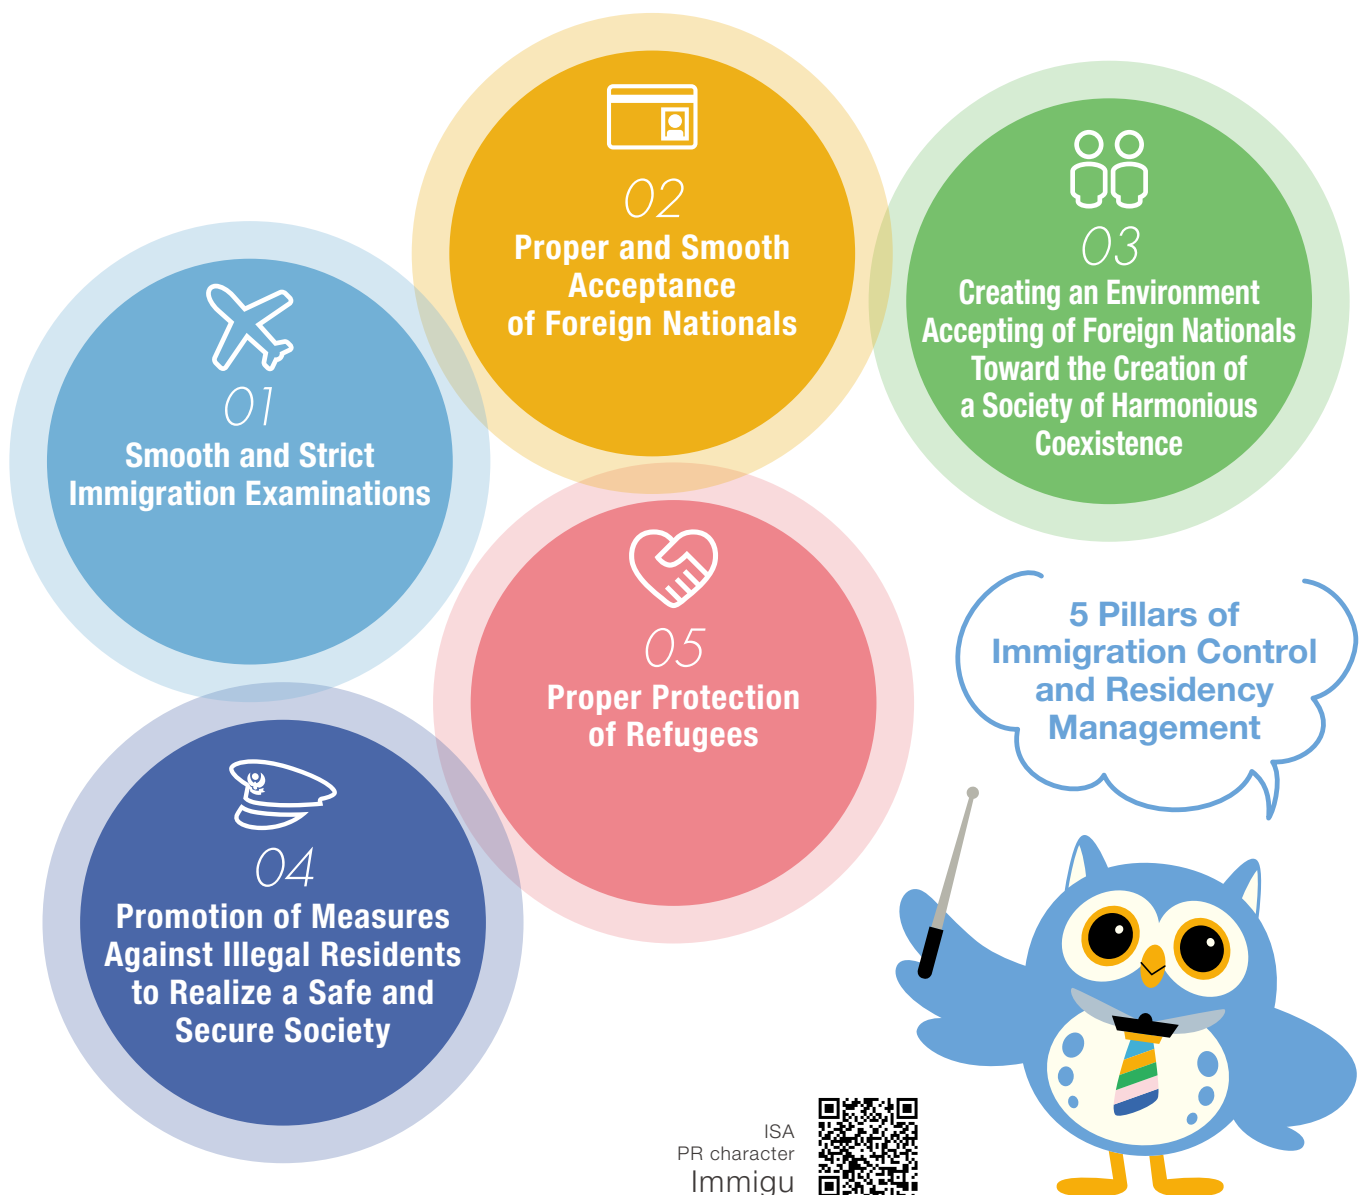 01
Smooth and Strict
Immigration Examinations
02
Proper and Smooth
Acceptance
of Foreign Nationals
03
Creating an Environment
Accepting of Foreign Nationals
Toward the Creation of
a Society of Harmonious
Coexistence
04
Promotion of Measures
Against Illegal Residents
to Realize a Safe and
Secure Society
05
Proper Protection
of Refugees
5 Pillars of
Immigration Control
and Residency
Management
ISA
PR character
Immigu